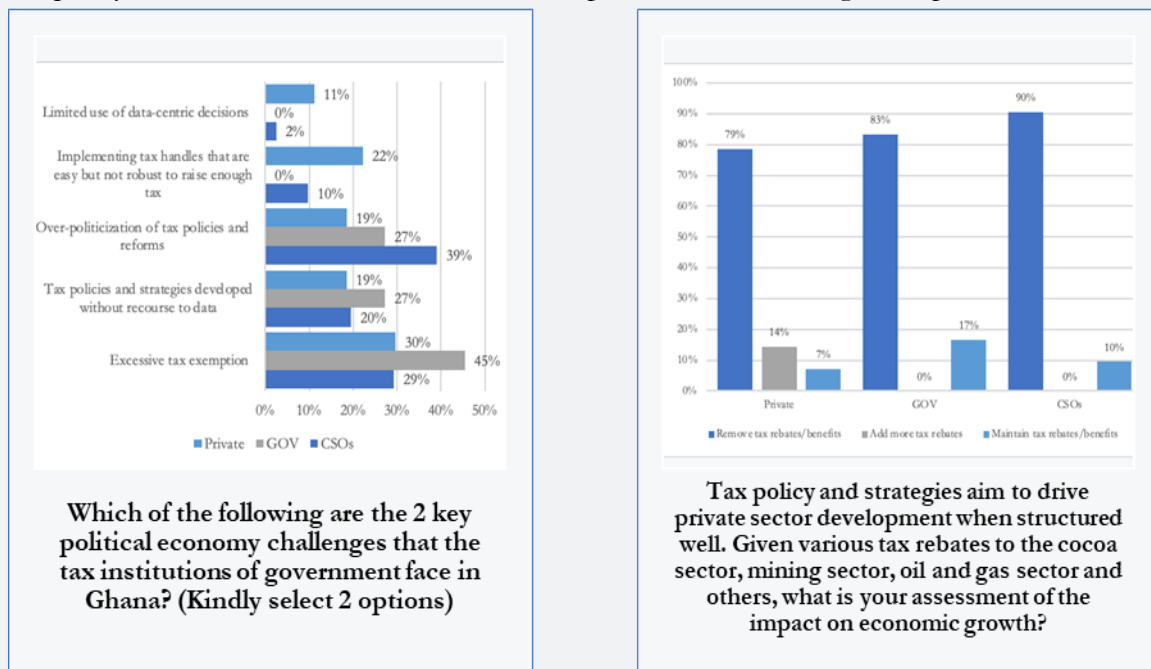 Limited use of data-centric decisions
11%
0%
2%
Implementing tax handles that are
easy but not robust to raise enough
tax
22%
0%
10%
Over-politicization of tax policies and
reforms
19%
27%
39%
Tax policies and strategies developed
without recourse to data
19%
27%
20%
Excessive tax exemption
30%
45%
29%
0% 10% 20% 30% 40% 50%
Private GOV CSOs
Which of the following are the 2 key
political economy challenges that the
tax institutions of government face in
Ghana? (Kindly select 2 options)
100%
90%
80%
70%
60%
50%
40%
30%
20%
10%
0%
79%
14%
7%
83%
0%
17%
90%
0%
10%
Private GOV CSOs
Remove tax rebates/benefits Add more tax rebates Maintain tax rebates/benefits
Tax policy and strategies aim to drive
private sector development when structured
well. Given various tax rebates to the cocoa
sector, mining sector, oil and gas sector and
others, what is your assessment of the
impact on economic growth?